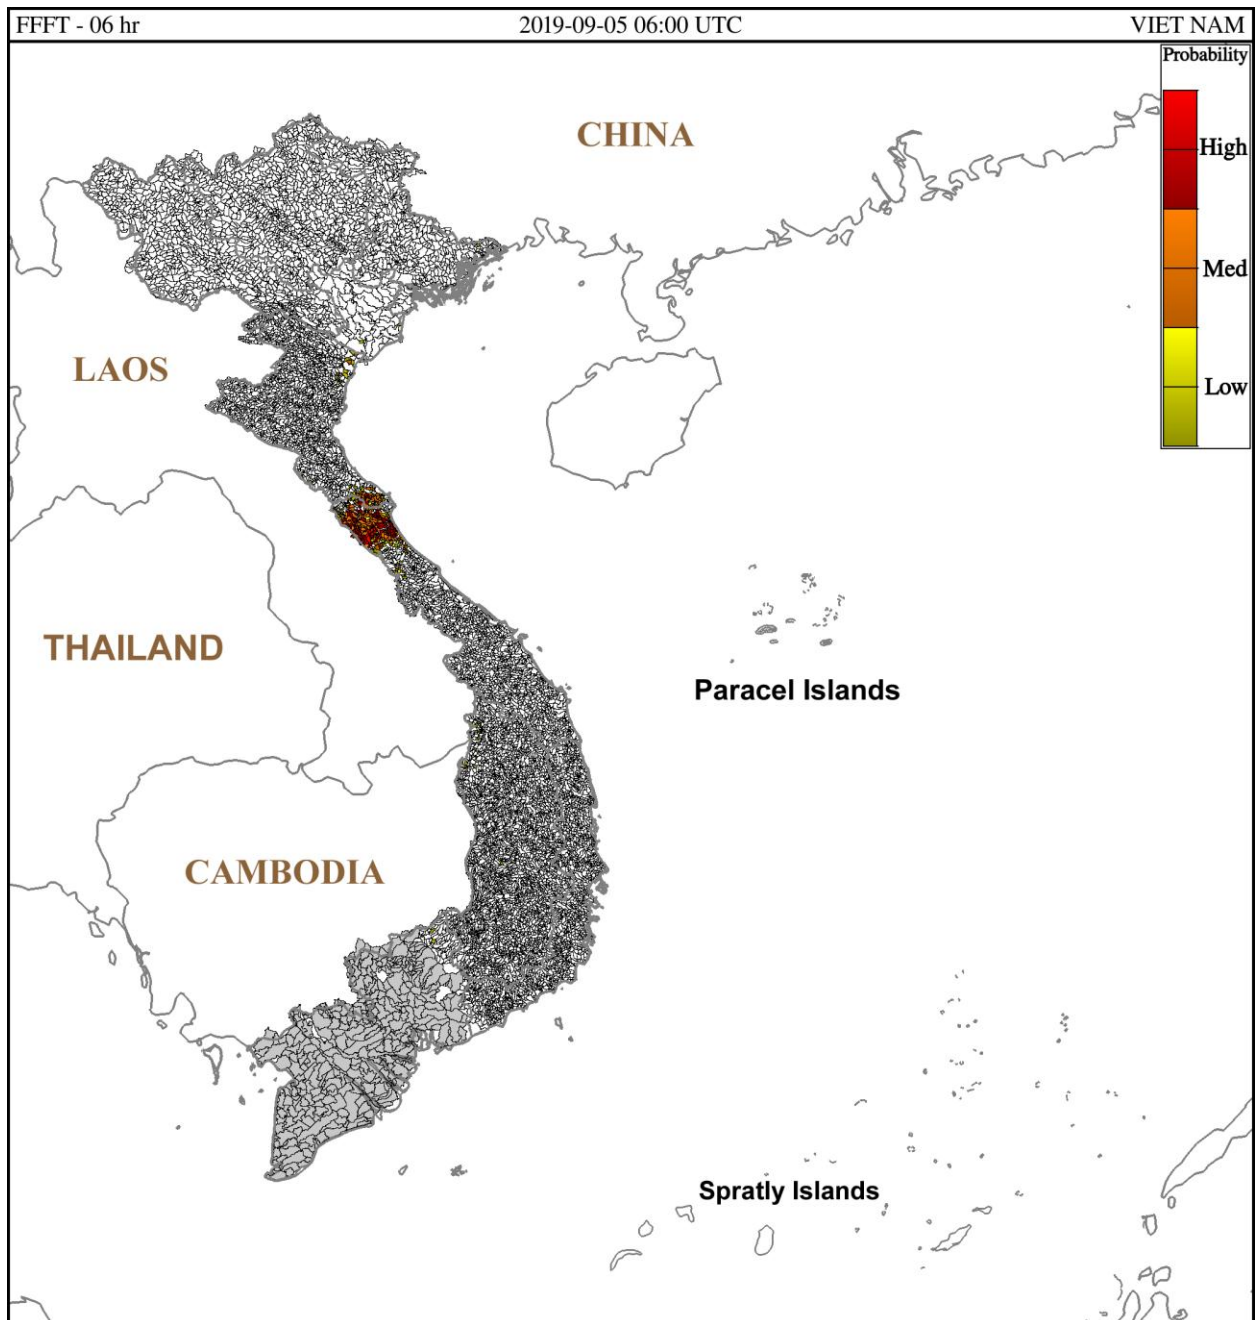 FFFT - 06 hr 2019-09-05 06:00 UTC VIET NAM
Probability
CHINA
High
Med
LAOS
Low
THAILAND
Paracel Islands
CAMBODIA
Spratly Islands